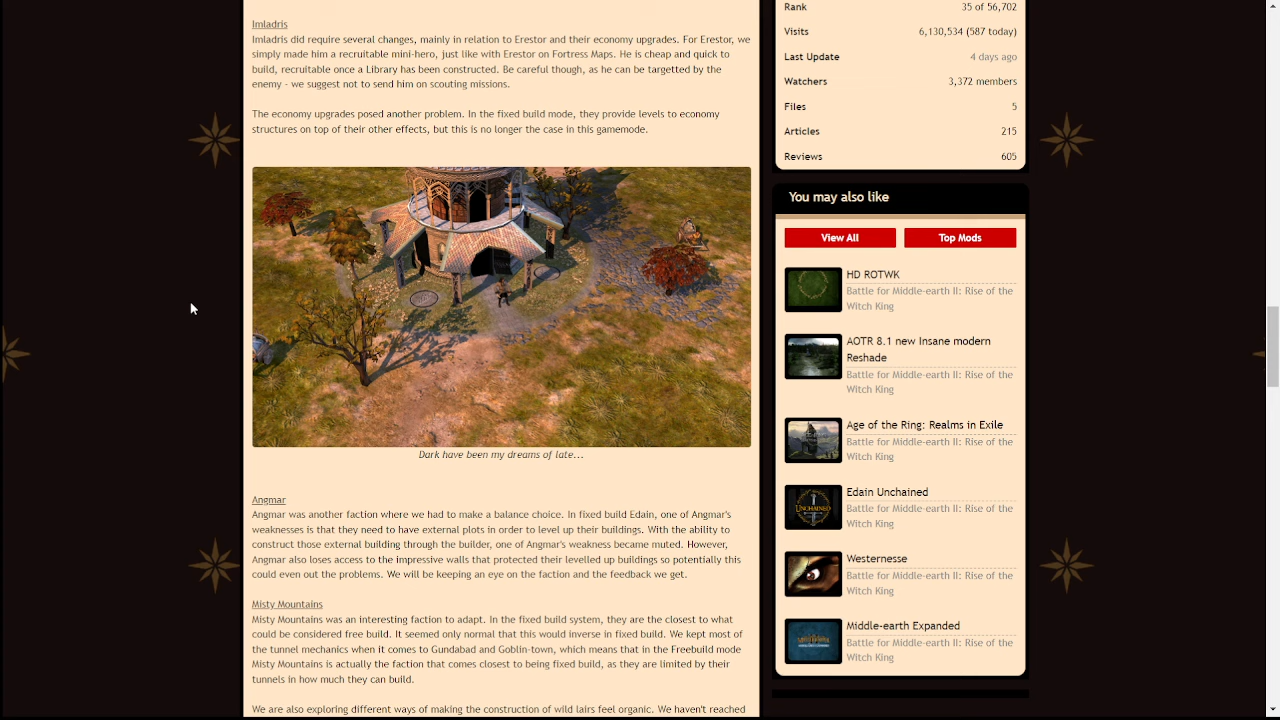 Imladris
Imladris did require several changes, mainly in relation to Erestor and their economy upgrades. For Erestor, we
simply made him a recruitable mini-hero, just like with Erestor on Fortress Maps. He is cheap and quick to
build, recruitable once a Library has been constructed. Be careful though, as he can be targetted by the
enemy - we suggest not to send him on scouting missions.
The economy upgrades posed another problem. In the fixed build mode, they provide levels to economy
structures on top of their other effects, but this is no longer the case in this gamemode.
Dark have been my dreams of late...
Angmar
Angmar was another faction where we had to make a balance choice. In fixed build Edain, one of Angmar's
weaknesses is that they need to have external plots in order to level up their buildings. With the ability to
construct those external building through the builder, one of Angmar's weakness became muted. However,
Angmar also loses access to the impressive walls that protected their levelled up buildings so potentially this
could even out the problems. We will be keeping an eye on the faction and the feedback we get.
Misty Mountains
Misty Mountains was an interesting faction to adapt. In the fixed build system, they are the closest to what
could be considered free build. It seemed only normal that this would inverse in fixed build. We kept most of
the tunnel mechanics when it comes to Gundabad and Goblin-town, which means that in the Freebuild mode
Misty Mountains is actually the faction that comes closest to being fixed build, as they are limited by their
tunnels in how much they can build.
We are also exploring different ways of making the construction of wild lairs feel organic. We haven't reached
Rank 35 of 56,702
Visits 6,130,534 (587 today)
Last Update 4 days ago
Watchers 3,372 members
Files 5
Articles 215
Reviews 605
You may also like
View All Top Mods
HD ROTWK
Battle for Middle-earth II: Rise of the
Witch King
AOTR 8.1 new Insane modern
Reshade
Battle for Middle-earth II: Rise of the
Witch King
Age of the Ring: Realms in Exile
Battle for Middle-earth II: Rise of the
Witch King
Edain Unchained
Battle for Middle-earth II: Rise of the
Witch King
UNCHAINED
Westernesse
Battle for Middle-earth II: Rise of the
Witch King
Middle-earth Expanded
Battle for Middle-earth II: Rise of the
Witch King